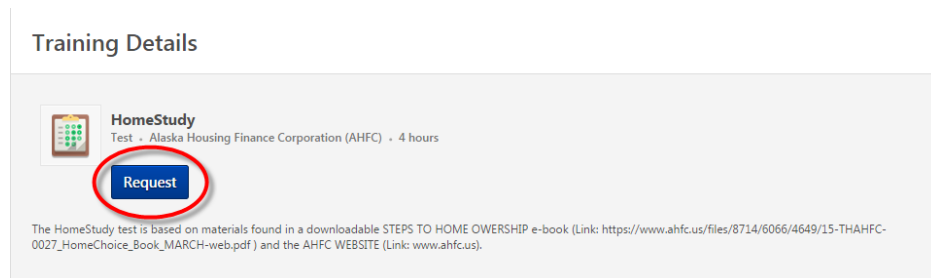 Training Details
HomeStudy
Test • Alaska Housing Finance Corporation (AHFC) • 4 hours
Request
The HomeStudy test is based on materials found in a downloadable STEPS TO HOME OWERSHIP e-book (Link: https://www.ahfc.us/files/8714/6066/4649/15-THAHFC-
0027_HomeChoice_Book_MARCH-web.pdf ) and the AHFC WEBSITE (Link: www.ahfc.us).